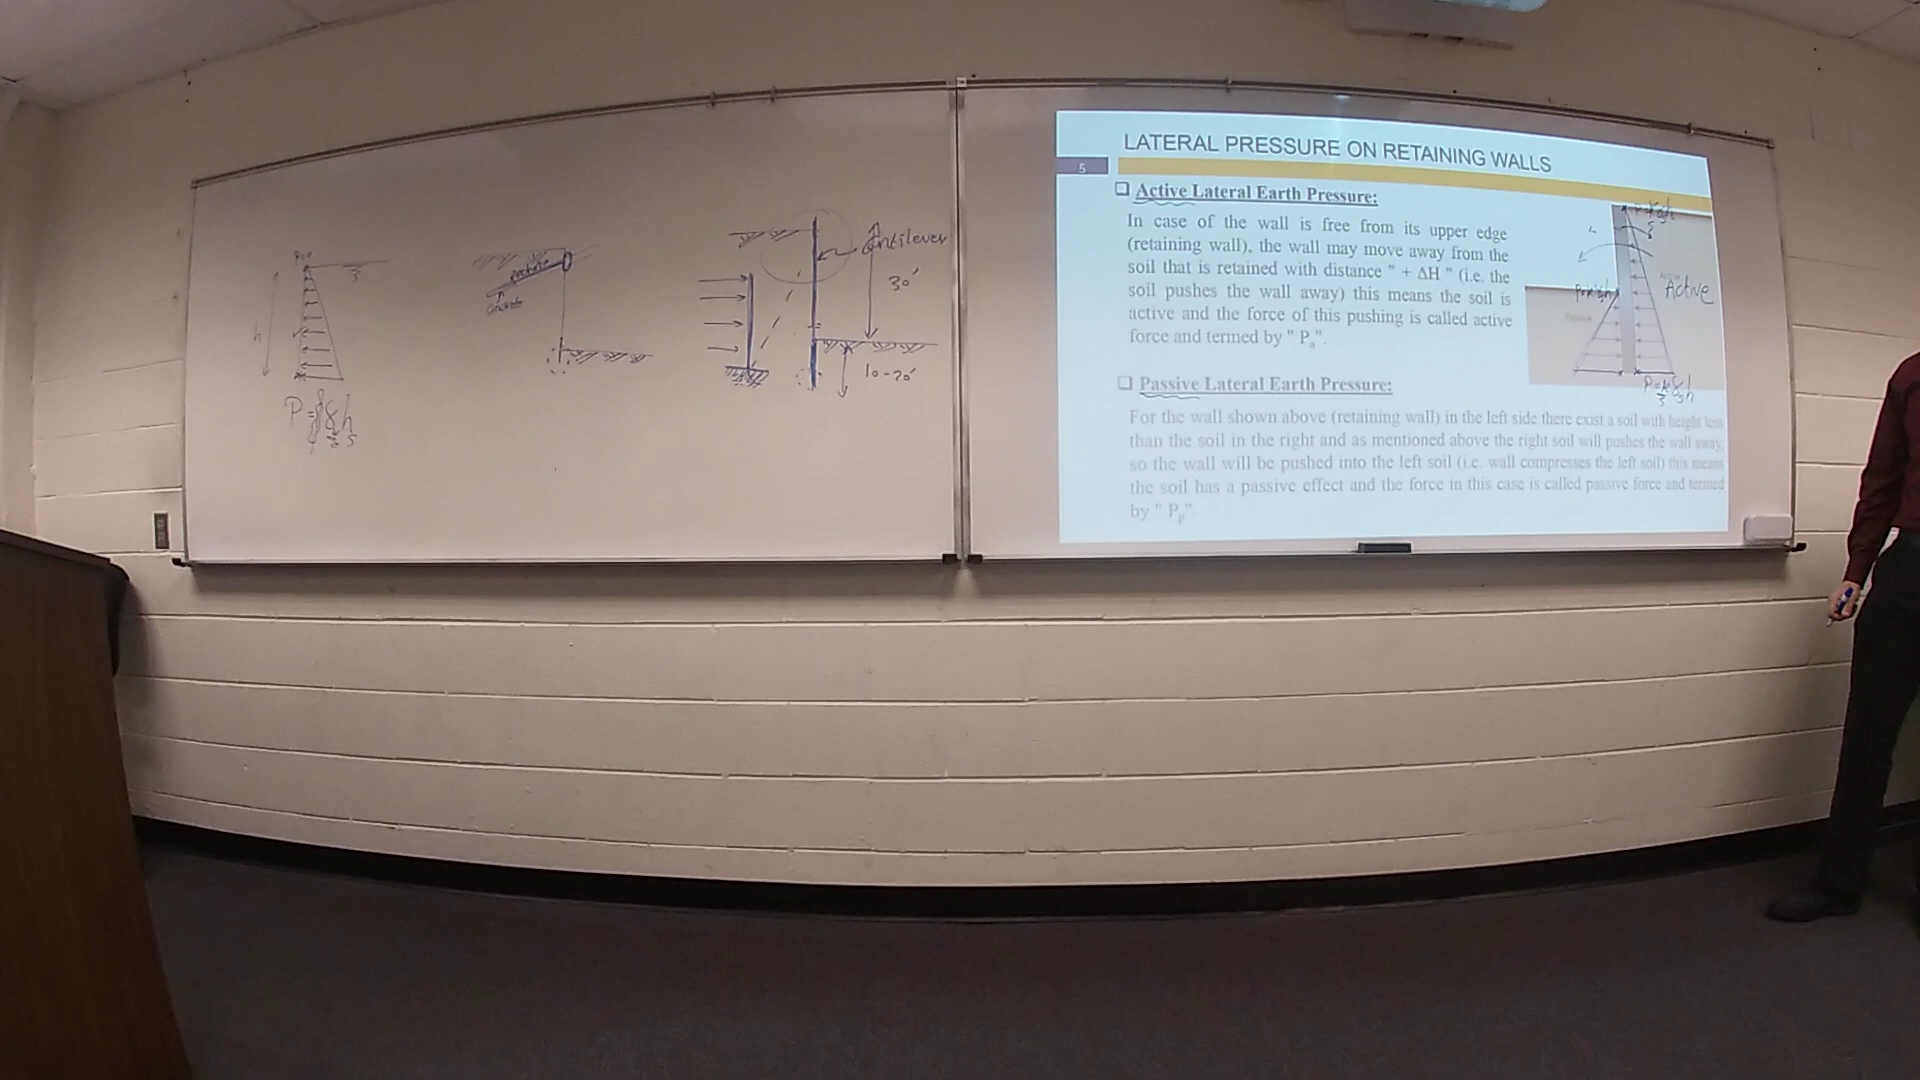 h
cantilever
30'
10-20'
LATERAL PRESSURE ON RETAINING WALLS
5
❑ Active Lateral Earth Pressure:
In case of the wall is free from its upper edge
(retaining wall), the wall may move away from the
soil that is retained with distance " + ΔH " (i.e. the
soil pushes the wall away) this means the soil is
active and the force of this pushing is called active
force and termed by " Pₐ".
Active
❑ Passive Lateral Earth Pressure:
For the wall shown above (retaining wall) in the left side there exist a soil with height less
than the soil in the right and as mentioned above the right soil will pushes the wall away,
so the wall will be pushed into the left soil (i.e. wall compresses the left soil) this means
the soil has a passive effect and the force in this case is called passive force and termed
by " Pₚ".